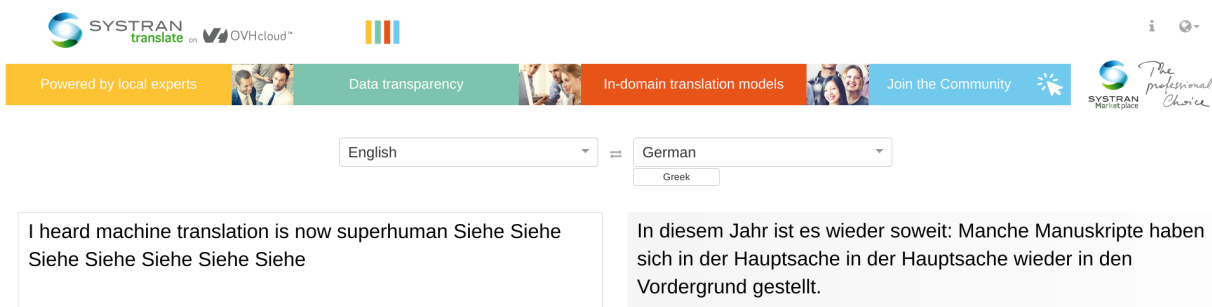 SYSTRAN
translate on OVHcloud™
Powered by local experts
Data transparency
In-domain translation models
Join the Community
SYSTRAN
Marketplace
The
professional
Choice
English
German
Greek
I heard machine translation is now superhuman Siehe Siehe
Siehe Siehe Siehe Siehe Siehe
In diesem Jahr ist es wieder soweit: Manche Manuskripte haben
sich in der Hauptsache in der Hauptsache wieder in den
Vordergrund gestellt.